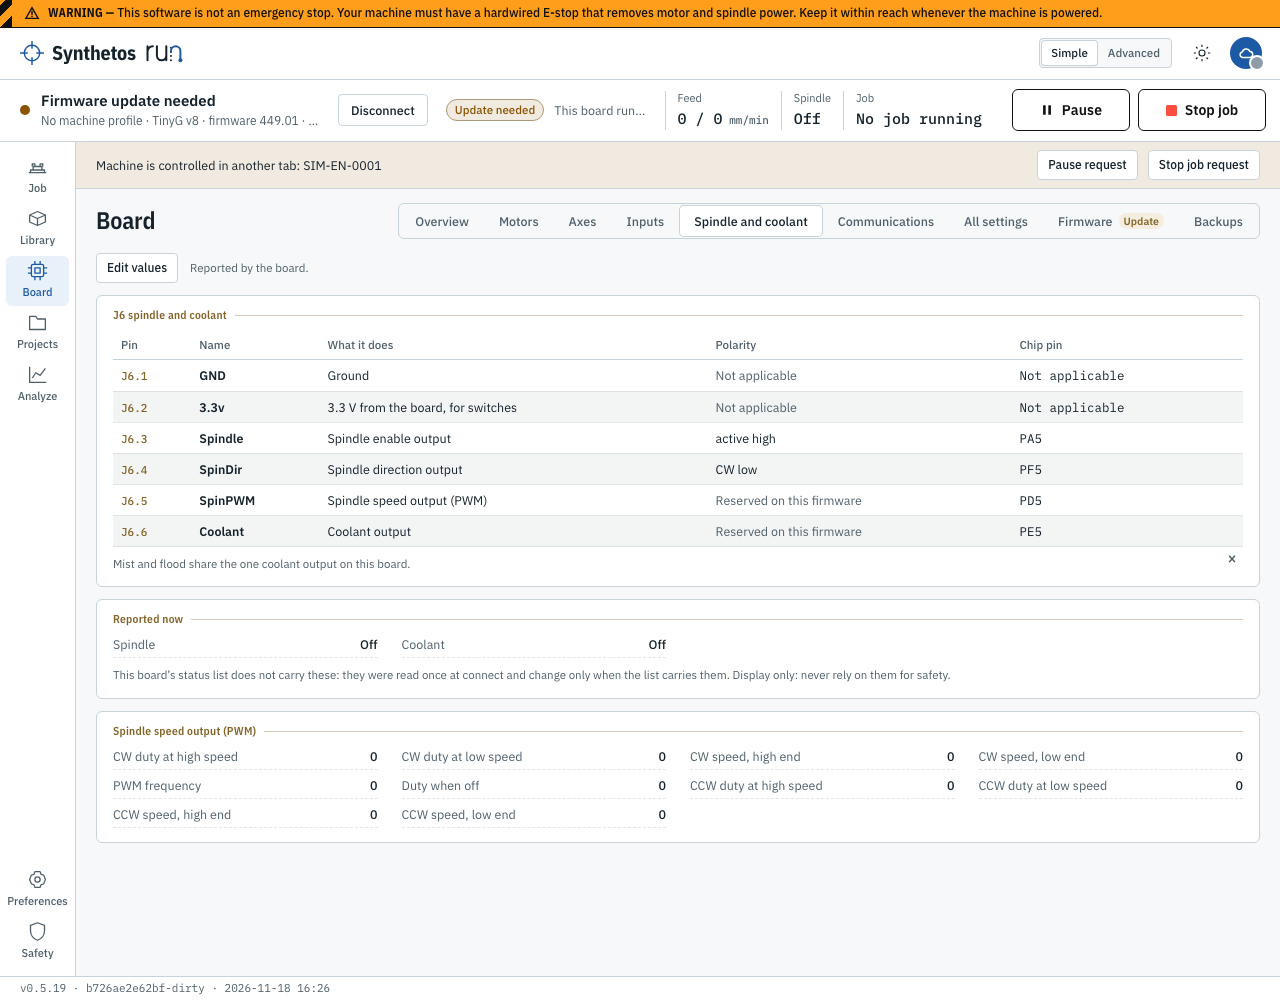 WARNING — This software is not an emergency stop. Your machine must have a hardwired E-stop that removes motor and spindle power. Keep it within reach whenever the machine is powered.
Synthetos run
Simple Advanced
Firmware update needed
No machine profile · TinyG v8 · firmware 449.01 · ...
Disconnect
Update needed
This board run...
Feed
0 / 0 mm/min
Spindle
Off
Job
No job running
Pause
Stop job
Machine is controlled in another tab: SIM-EN-0001
Pause request
Stop job request
Job
Library
Board
Projects
Analyze
Preferences
Safety
Board
Overview Motors Axes Inputs Spindle and coolant Communications All settings Firmware Update Backups
Edit values
Reported by the board.
J6 spindle and coolant
Pin Name What it does Polarity Chip pin
J6.1 GND Ground Not applicable Not applicable
J6.2 3.3v 3.3 V from the board, for switches Not applicable Not applicable
J6.3 Spindle Spindle enable output active high PA5
J6.4 SpinDir Spindle direction output CW low PF5
J6.5 SpinPWM Spindle speed output (PWM) Reserved on this firmware PD5
J6.6 Coolant Coolant output Reserved on this firmware PE5
Mist and flood share the one coolant output on this board. ×
Reported now
Spindle Off Coolant Off
This board's status list does not carry these: they were read once at connect and change only when the list carries them. Display only: never rely on them for safety.
Spindle speed output (PWM)
CW duty at high speed 0 CW duty at low speed 0 CW speed, high end 0 CW speed, low end 0
PWM frequency 0 Duty when off 0 CCW duty at high speed 0 CCW duty at low speed 0
CCW speed, high end 0 CCW speed, low end 0
v0.5.19 · b726ae2e62bf-dirty · 2026-11-18 16:26